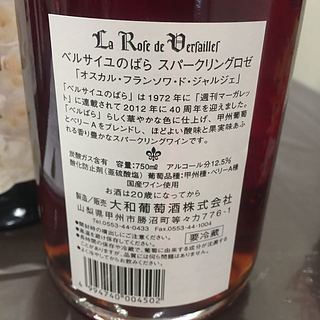 La Rose de Versailles
ベルサイユのばら スパークリングロゼ
「オスカル・フランソワ・ド・ジャルジェ」
「ベルサイユのばら」は1972年に「週刊マーガレッ
ト」に連載されて2012年に40周年を迎えました。
「ベルばら」らしく華やかな色に仕上げ、甲州葡萄
とベリーAをブレンドし、ほどよい酸味と果実味あふ
れる香り豊かなスパークリングワインです。
炭酸ガス含有 容量:750ml アルコール分12.5%
酸化防止剤(亜硫酸塩) 葡萄品種:甲州種・ベリーA種
国産ワイン使用
お酒は20歳になってから
製造/販売 大和葡萄酒株式会社
山梨県甲州市勝沼町等々力776-1
Tel.0553-44-0433 Fax.0553-44-1004
要冷蔵
4994740004502